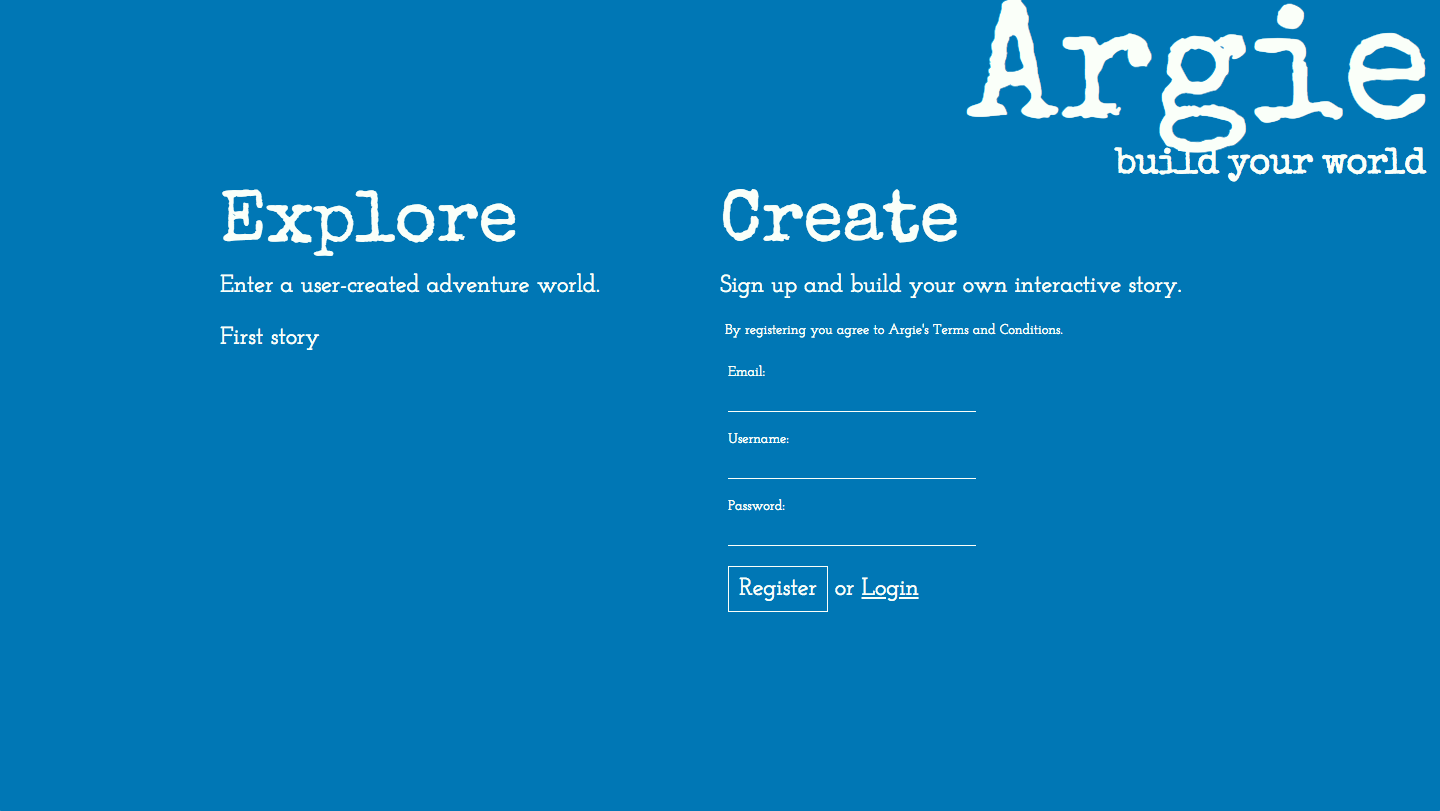 Argie
build your world
Explore
Enter a user-created adventure world.
First story
Create
Sign up and build your own interactive story.
By registering you agree to Argie's Terms and Conditions.
Email:
Username:
Password:
Register or Login